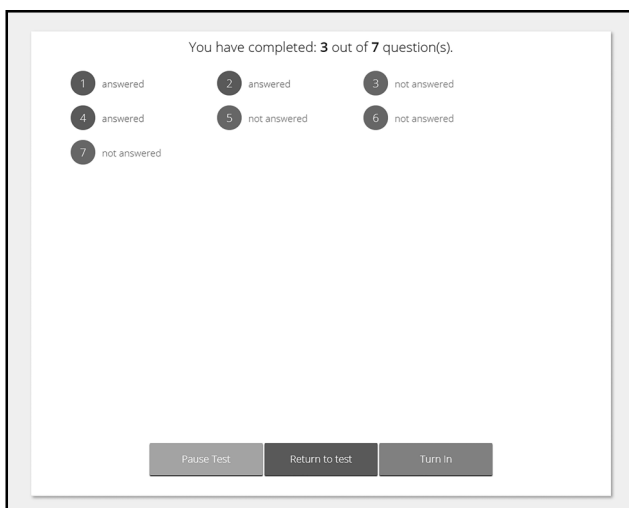 You have completed: 3 out of 7 question(s).
1 answered 2 answered 3 not answered
4 answered 5 not answered 6 not answered
7 not answered
Pause Test Return to test Turn In